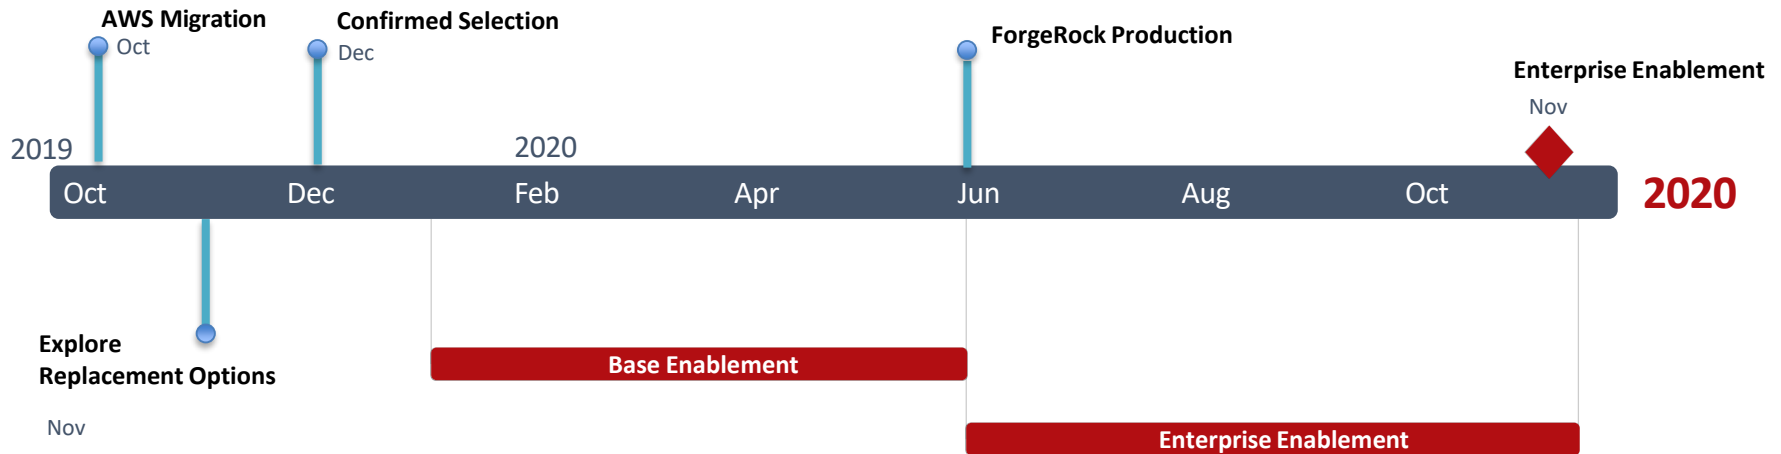 AWS Migration
Oct
Confirmed Selection
Dec
ForgeRock Production
Enterprise Enablement
Nov
2019
2020
Oct
Dec
Feb
Apr
Jun
Aug
Oct
2020
Explore
Replacement Options
Nov
Base Enablement
Enterprise Enablement